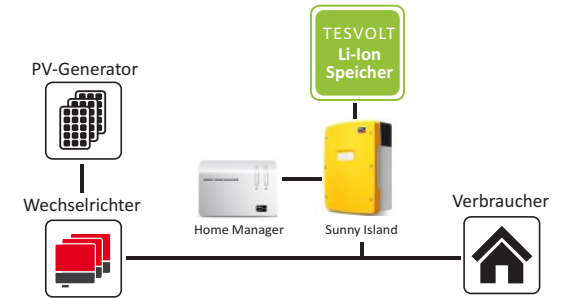 TESVOLT
Li-Ion
Speicher
PV-Generator
Wechselrichter
Home Manager
Sunny Island
Verbraucher